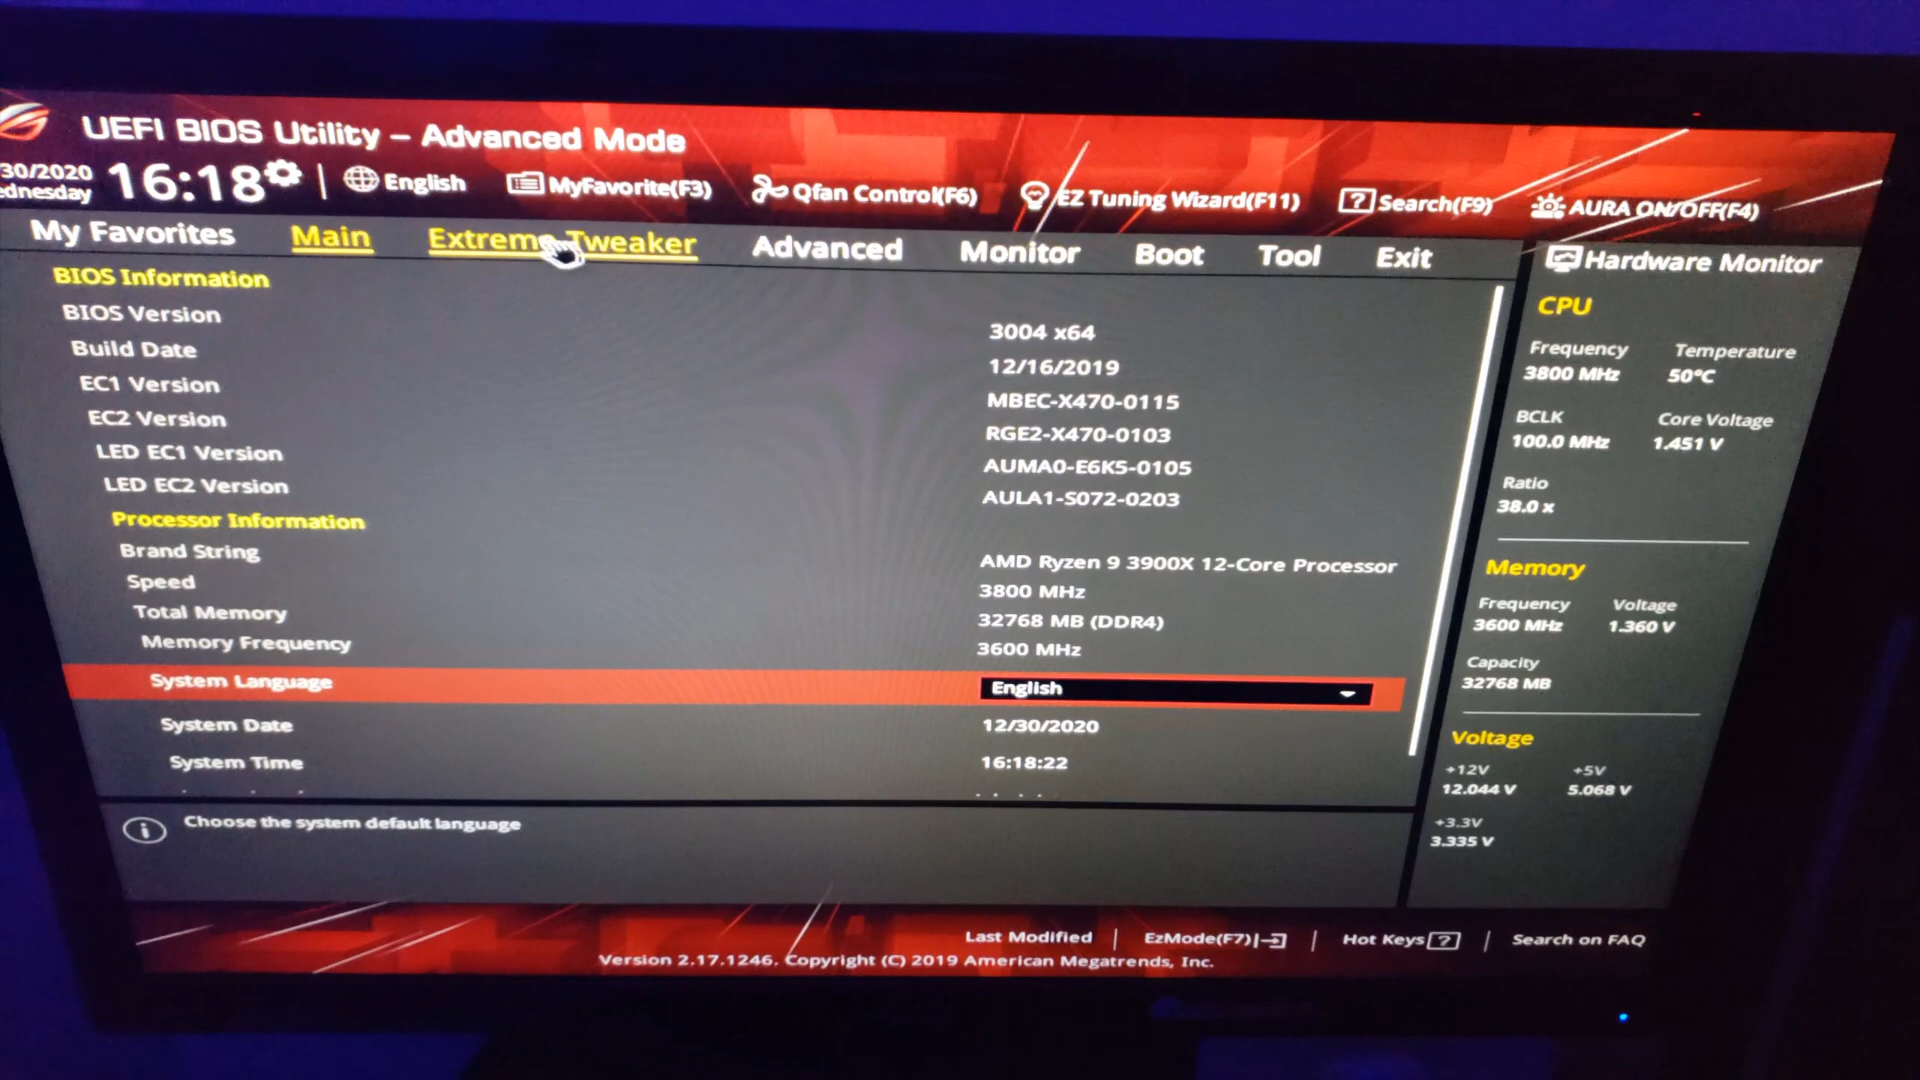 UEFI BIOS Utility – Advanced Mode
30/2020
16:18
English
MyFavorite(F3)
Qfan Control(F6)
EZ Tuning Wizard(F11)
Search(F9)
AURA ON/OFF(F4)
ednesday
My Favorites
Main
Extreme Tweaker
Advanced
Monitor
Boot
Tool
Exit
BIOS Information
BIOS Version 3004 x64
Build Date 12/16/2019
EC1 Version MBEC-X470-0115
EC2 Version RGE2-X470-0103
LED EC1 Version AUMA0-E6K5-0105
LED EC2 Version AULA1-S072-0203
Processor Information
Brand String AMD Ryzen 9 3900X 12-Core Processor
Speed 3800 MHz
Total Memory 32768 MB (DDR4)
Memory Frequency 3600 MHz
System Language English
System Date 12/30/2020
System Time 16:18:22
Choose the system default language
Hardware Monitor
CPU
Frequency Temperature
3800 MHz 50°C
BCLK Core Voltage
100.0 MHz 1.451 V
Ratio
38.0 x
Memory
Frequency Voltage
3600 MHz 1.360 V
Capacity
32768 MB
Voltage
+12V +5V
12.044 V 5.068 V
+3.3V
3.335 V
Last Modified
EzMode(F7)
Hot Keys ?
Search on FAQ
Version 2.17.1246. Copyright (C) 2019 American Megatrends, Inc.